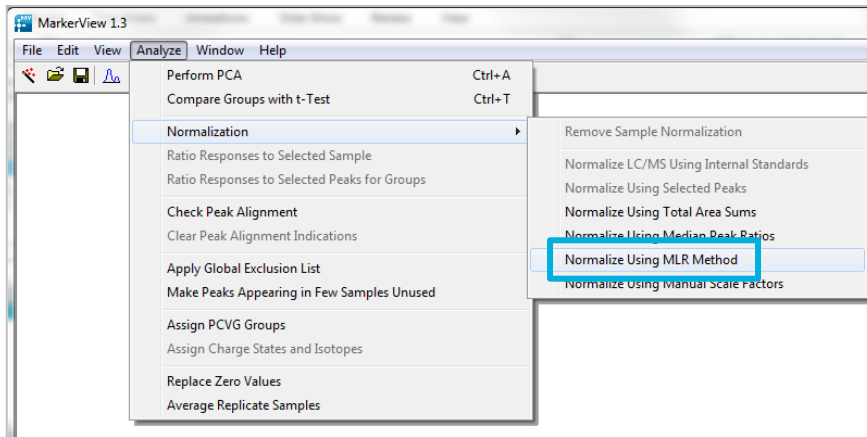 MarkerView 1.3
File Edit View Analyze Window Help
Perform PCA Ctrl+A
Compare Groups with t-Test Ctrl+T
Normalization
Ratio Responses to Selected Sample
Ratio Responses to Selected Peaks for Groups
Check Peak Alignment
Clear Peak Alignment Indications
Apply Global Exclusion List
Make Peaks Appearing in Few Samples Unused
Assign PCVG Groups
Assign Charge States and Isotopes
Replace Zero Values
Average Replicate Samples
Remove Sample Normalization
Normalize LC/MS Using Internal Standards
Normalize Using Selected Peaks
Normalize Using Total Area Sums
Normalize Using Median Peak Ratios
Normalize Using MLR Method
Normalize Using Manual Scale Factors